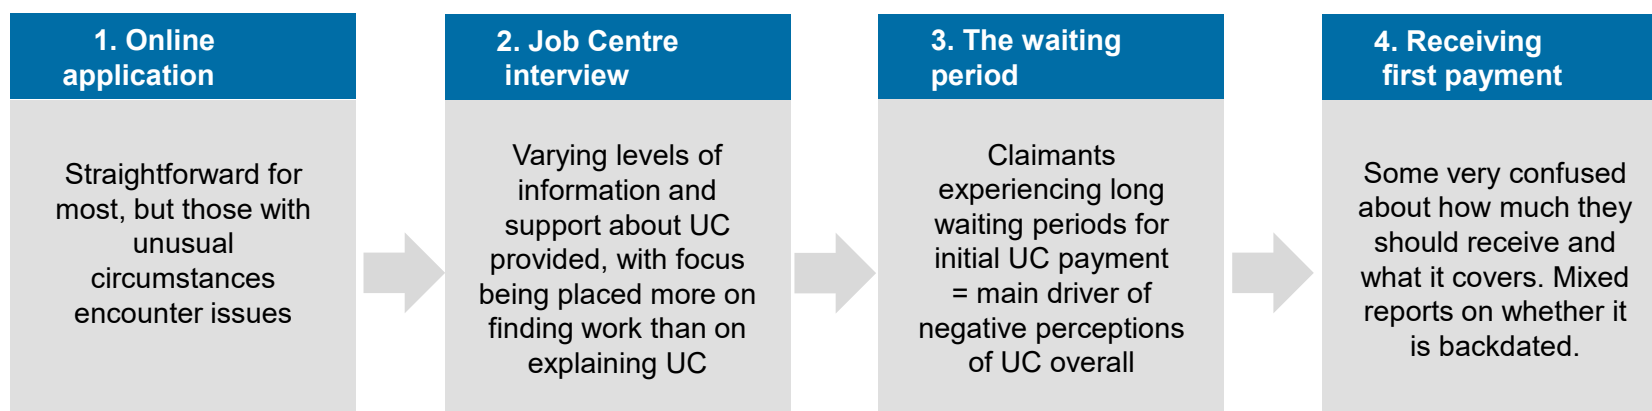 1. Online
application
Straightforward for
most, but those with
unusual
circumstances
encounter issues
2. Job Centre
interview
Varying levels of
information and
support about UC
provided, with focus
being placed more on
finding work than on
explaining UC
3. The waiting
period
Claimants
experiencing long
waiting periods for
initial UC payment
= main driver of
negative perceptions
of UC overall
4. Receiving
first payment
Some very confused
about how much they
should receive and
what it covers. Mixed
reports on whether it
is backdated.